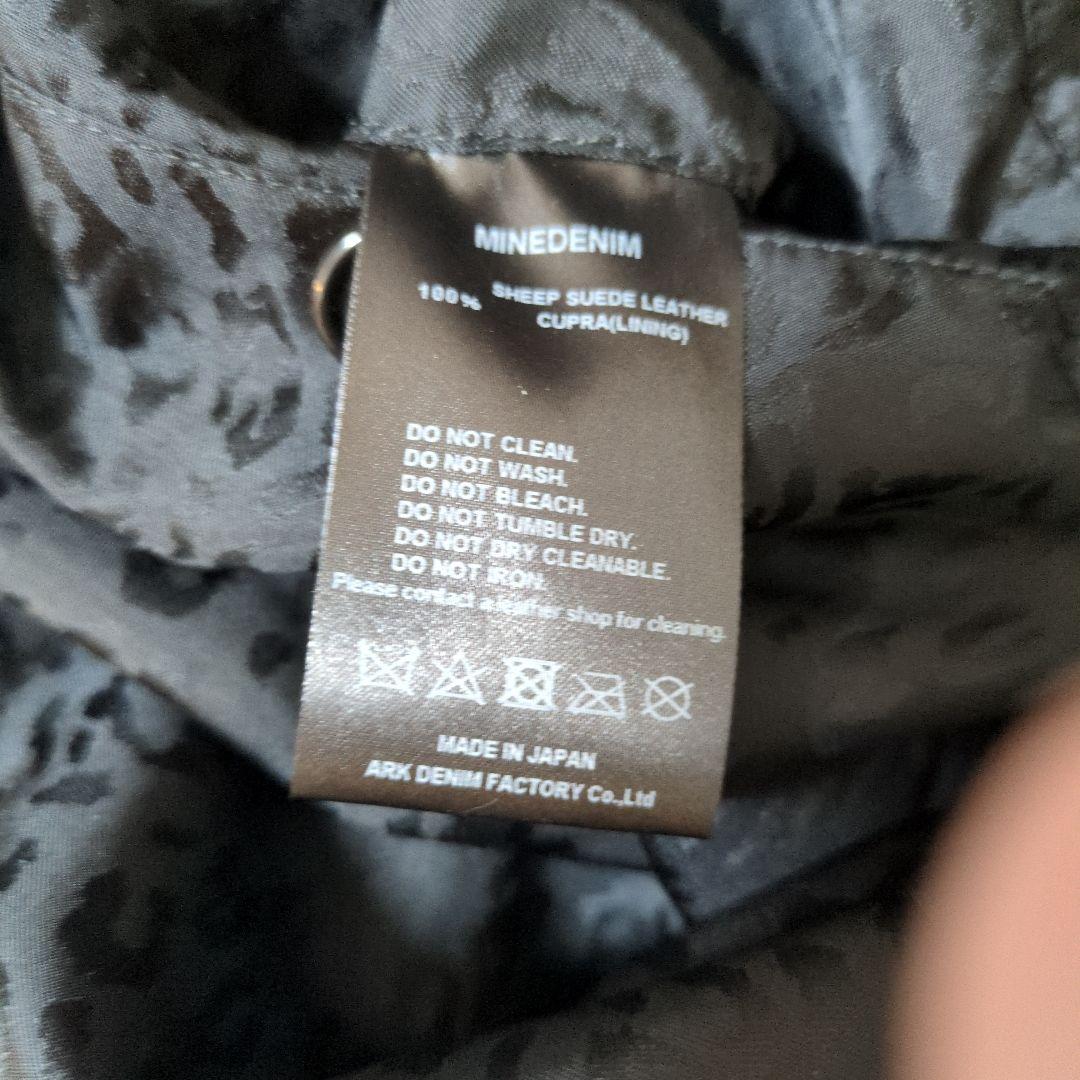 MINEDENIM
100% SHEEP SUEDE LEATHER
CUPRA(LINING)
DO NOT CLEAN.
DO NOT WASH.
DO NOT BLEACH.
DO NOT TUMBLE DRY.
DO NOT DRY CLEANABLE.
DO NOT IRON.
Please contact a leather shop for cleaning.
MADE IN JAPAN
ARK DENIM FACTORY Co.,Ltd